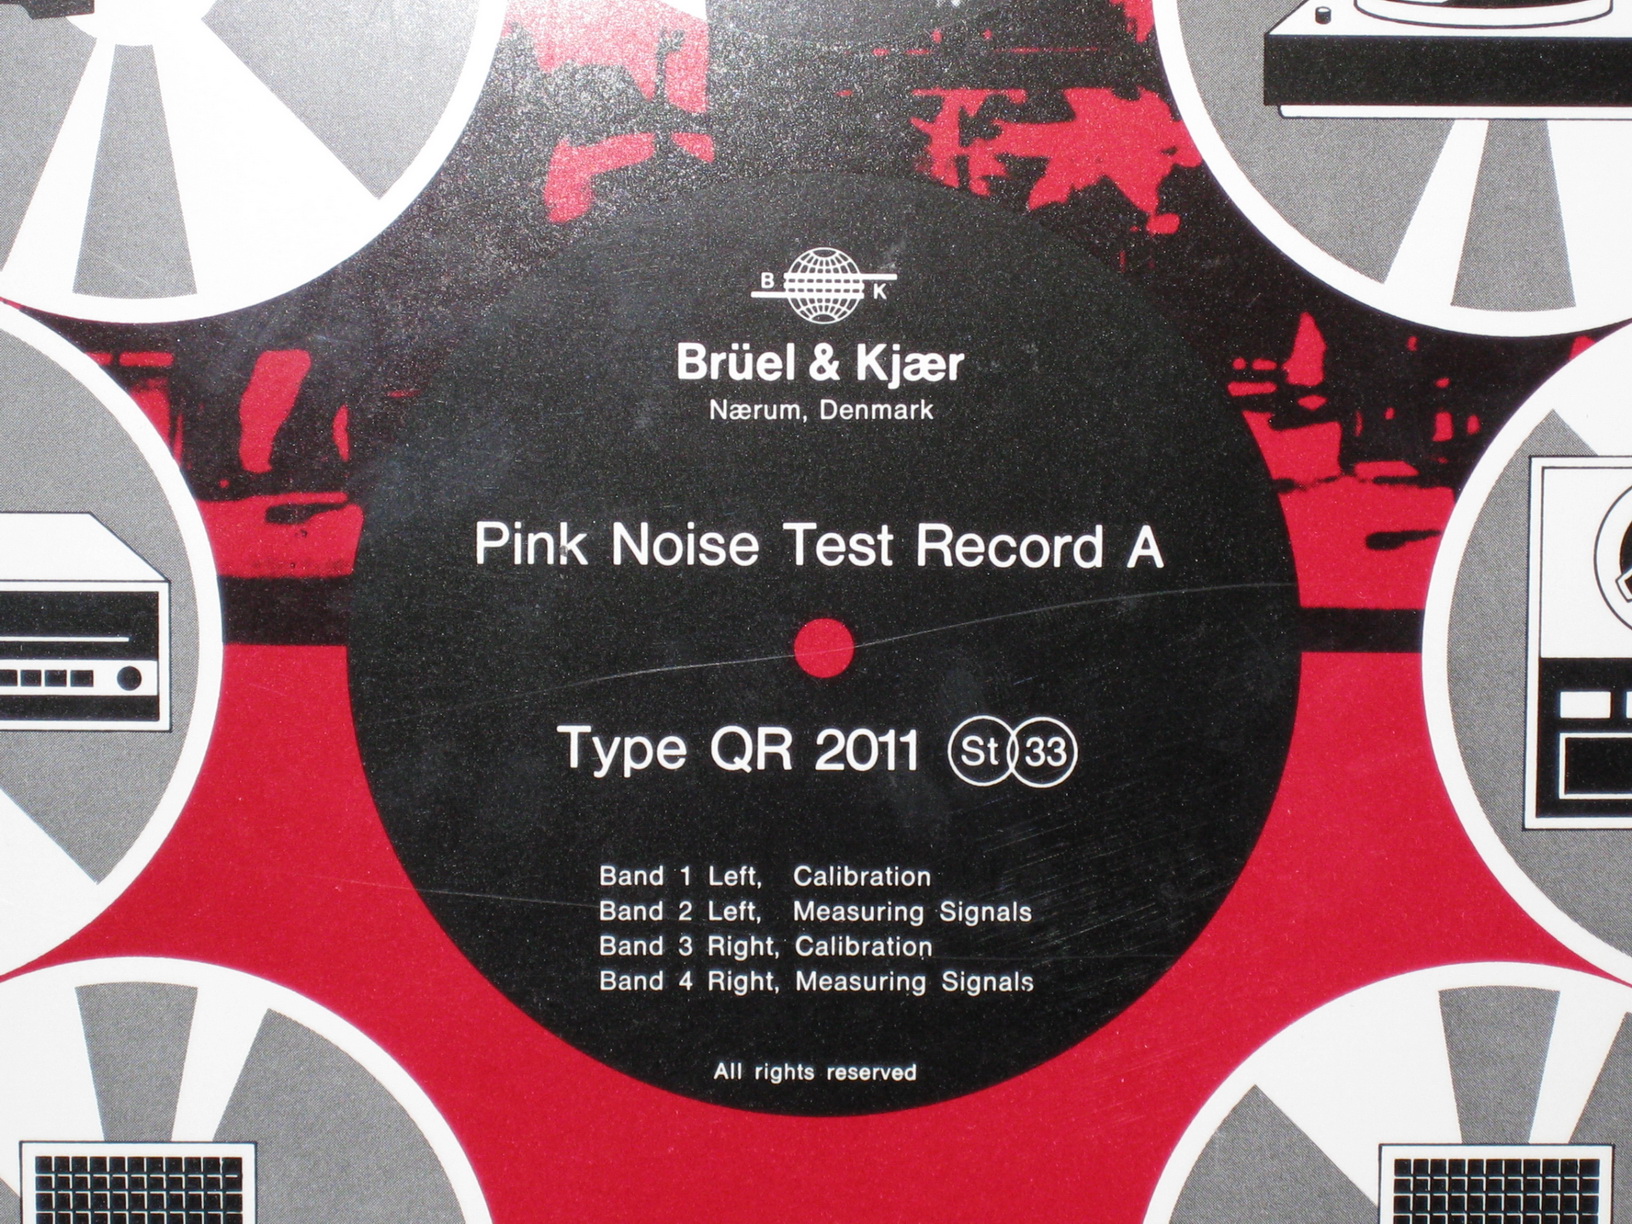 B K
Brüel & Kjær
Nærum, Denmark
Pink Noise Test Record A
Type QR 2011 St 33
Band 1 Left, Calibration
Band 2 Left, Measuring Signals
Band 3 Right, Calibration
Band 4 Right, Measuring Signals
All rights reserved